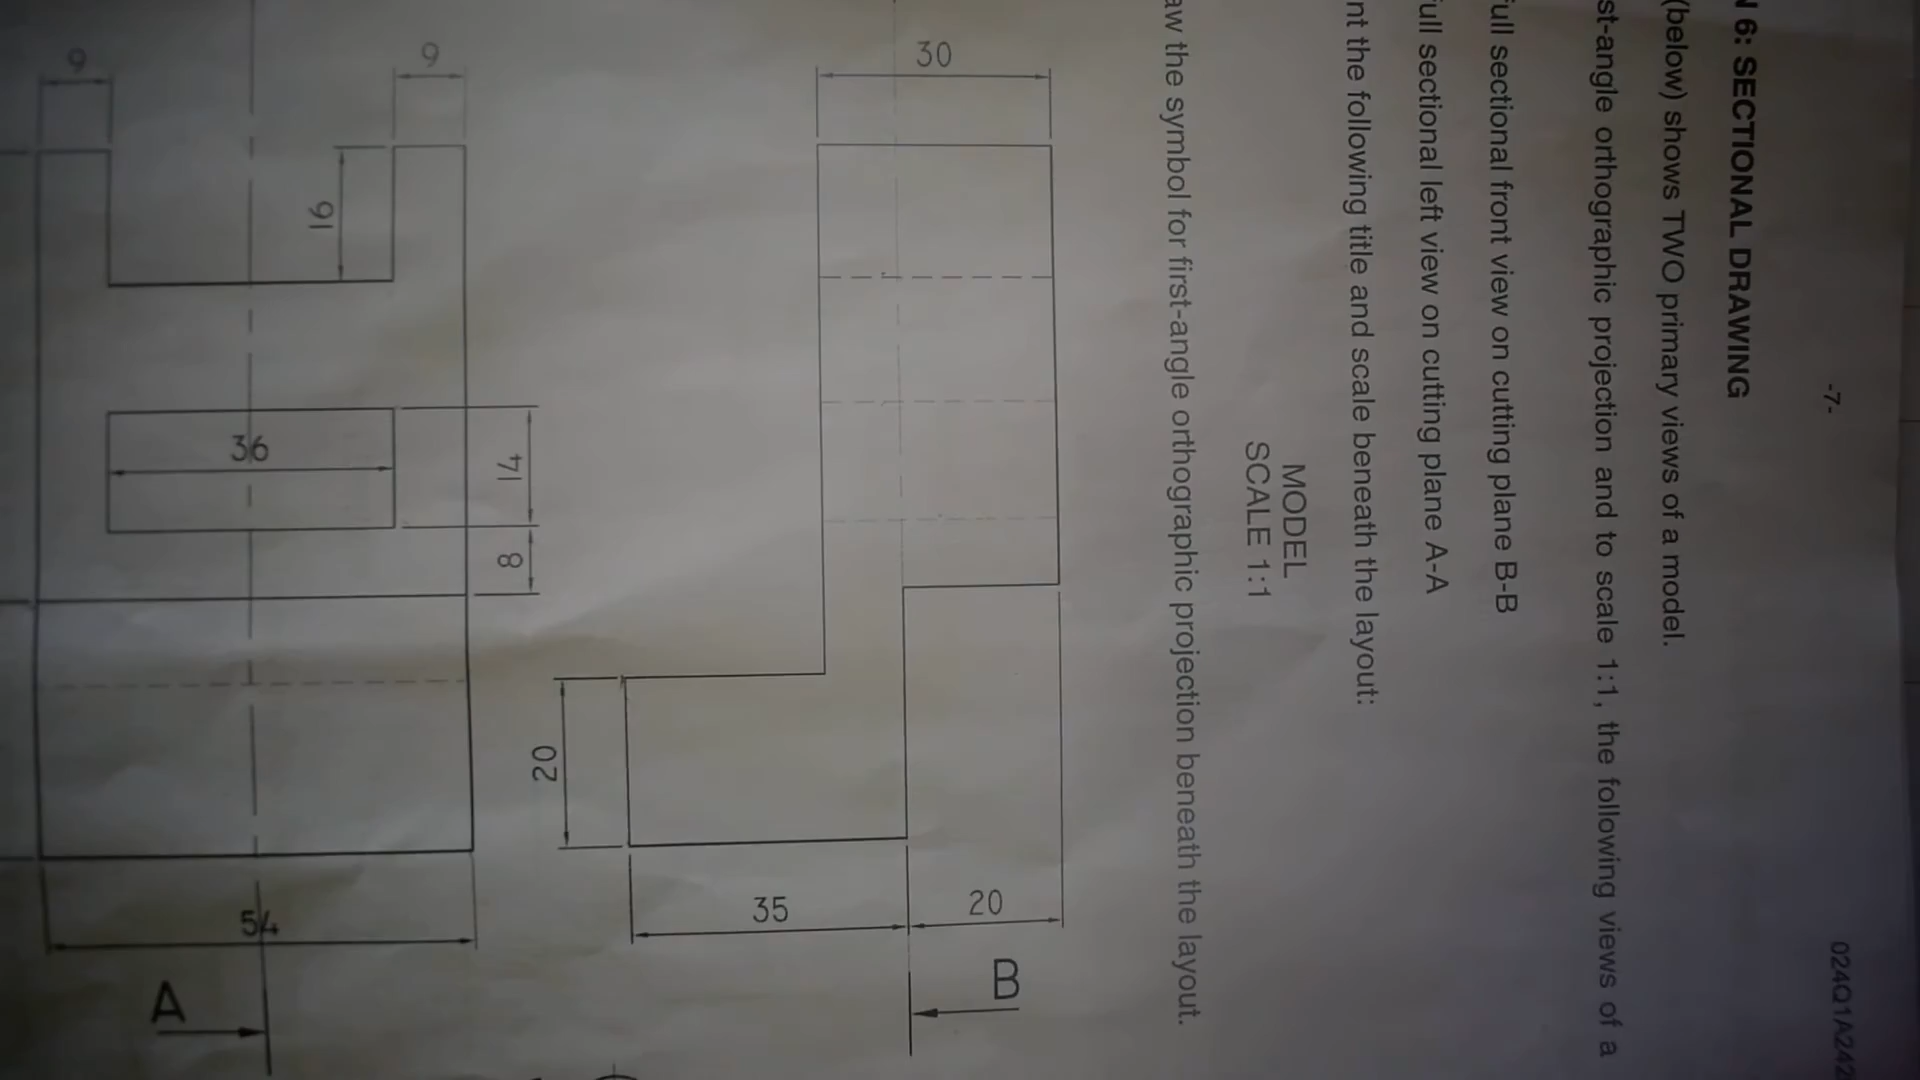 -7-
024Q1A242
N 6: SECTIONAL DRAWING
(below) shows TWO primary views of a model.
st-angle orthographic projection and to scale 1:1, the following views of a
ull sectional front view on cutting plane B-B
ull sectional left view on cutting plane A-A
nt the following title and scale beneath the layout:
MODEL
SCALE 1:1
aw the symbol for first-angle orthographic projection beneath the layout.
30
20
B
35
20
14
8
9
16
36
9
54
A